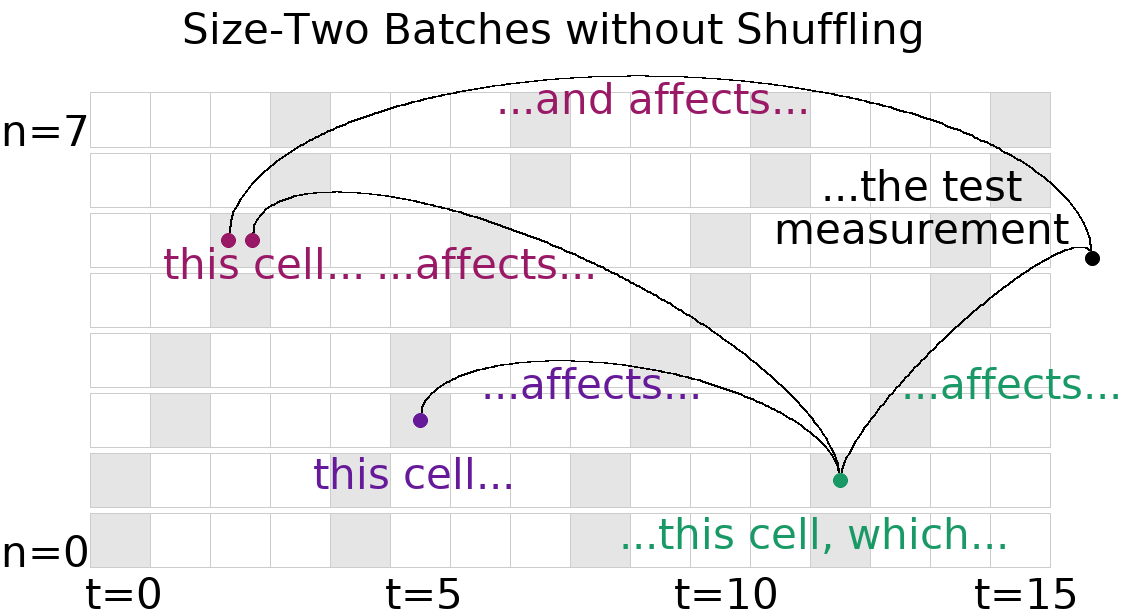 Size-Two Batches without Shuffling
...and affects...
n=7
...the test
measurement
this cell... ...affects...
...affects...
...affects...
this cell...
...this cell, which...
n=0
t=0 t=5 t=10 t=15